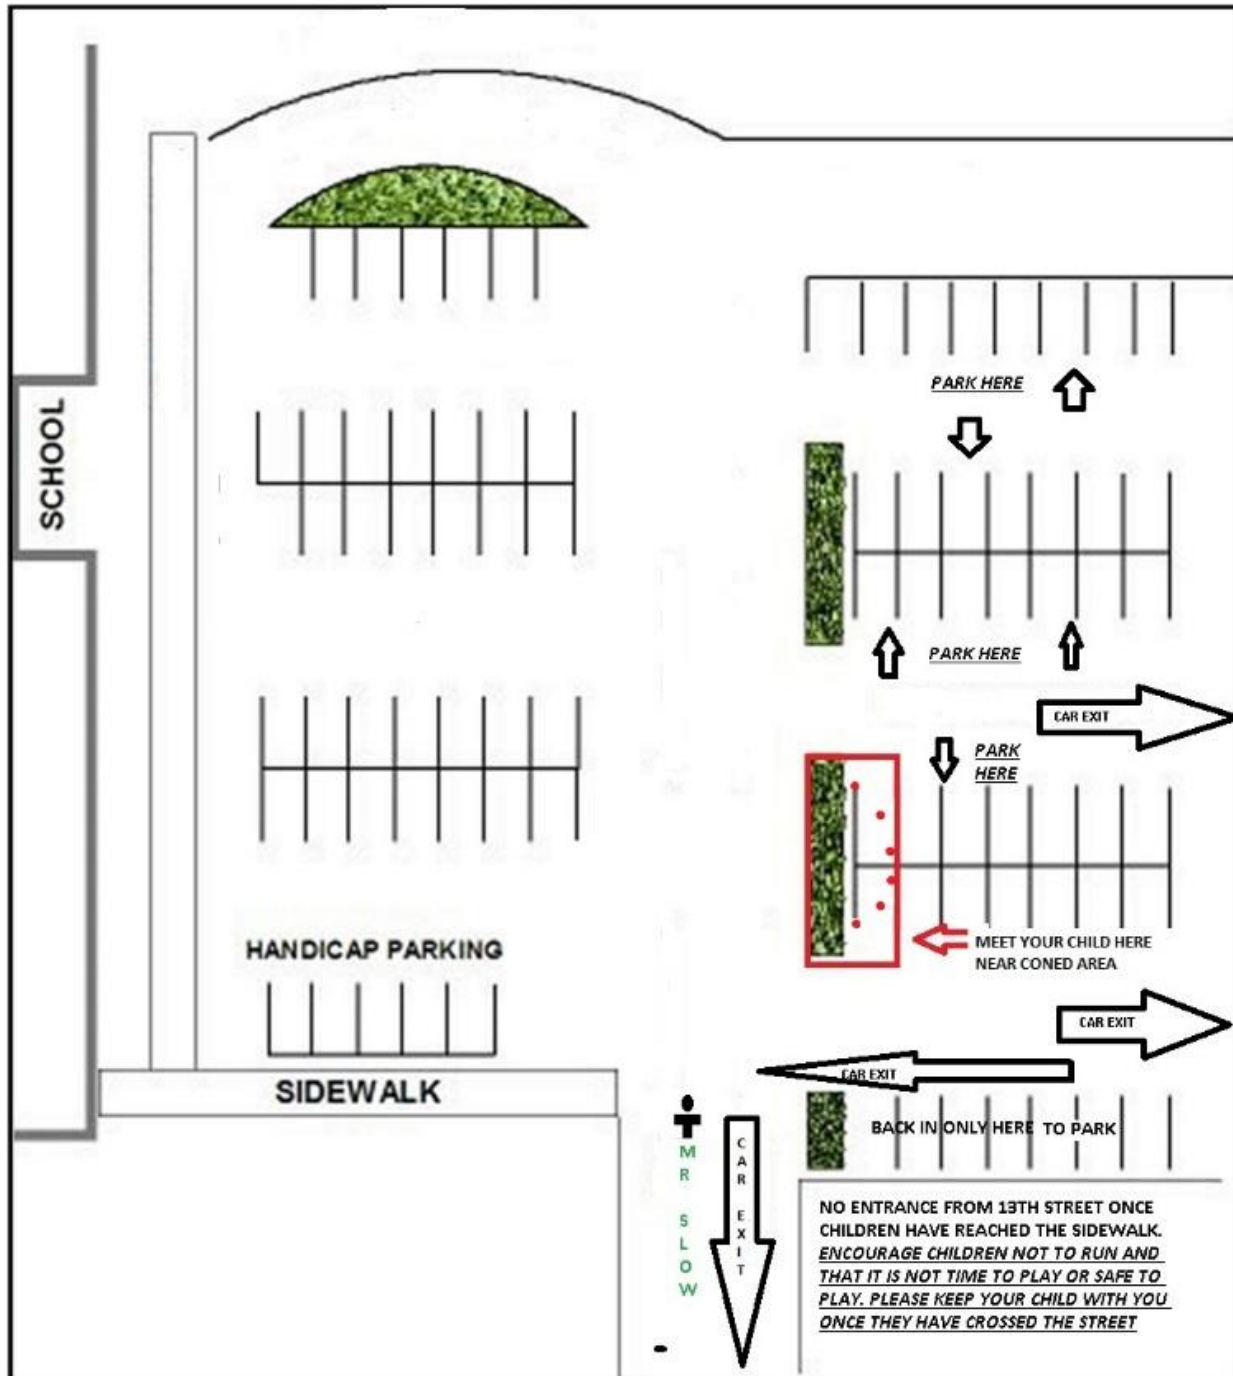 SCHOOL
PARK HERE
PARK HERE
CAR EXIT
PARK
HERE
HANDICAP PARKING
MEET YOUR CHILD HERE
NEAR CONED AREA
CAR EXIT
CAR EXIT
SIDEWALK
BACK IN ONLY HERE TO PARK
MR SLOW
CAR EXIT
NO ENTRANCE FROM 13TH STREET ONCE
CHILDREN HAVE REACHED THE SIDEWALK.
ENCOURAGE CHILDREN NOT TO RUN AND
THAT IT IS NOT TIME TO PLAY OR SAFE TO
PLAY. PLEASE KEEP YOUR CHILD WITH YOU
ONCE THEY HAVE CROSSED THE STREET